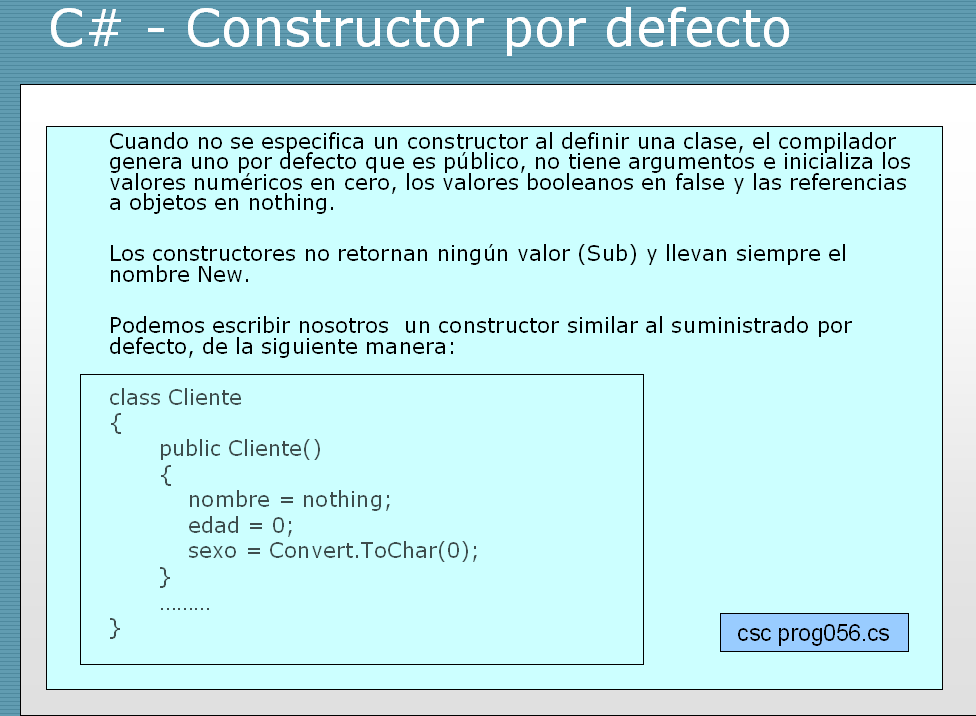 C# - Constructor por defecto
Cuando no se especifica un constructor al definir una clase, el compilador
genera uno por defecto que es público, no tiene argumentos e inicializa los
valores numéricos en cero, los valores booleanos en false y las referencias
a objetos en nothing.
Los constructores no retornan ningún valor (Sub) y llevan siempre el
nombre New.
Podemos escribir nosotros  un constructor similar al suministrado por
defecto, de la siguiente manera:
class Cliente
{
public Cliente()
{
nombre = nothing;
edad = 0;
sexo = Convert.ToChar(0);
}
………
}
csc prog056.cs